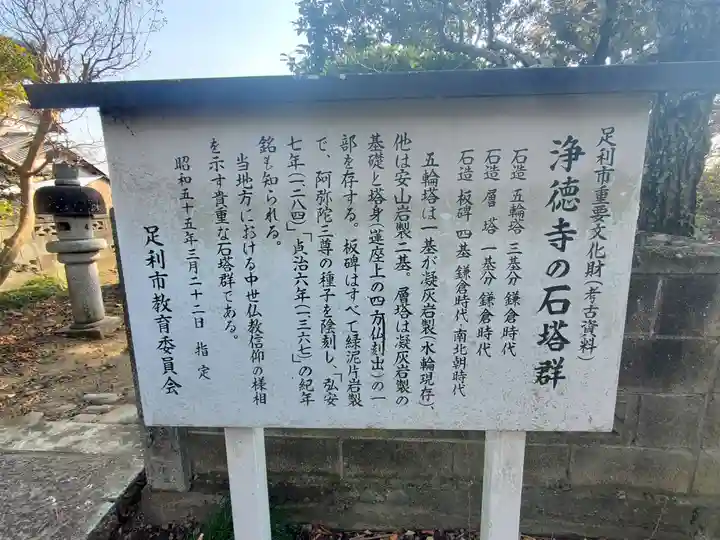 足利市重要文化財(考古資料)
浄徳寺の石塔群
石造 五輪塔 三基分 鎌倉時代
石造 層塔 一基分 鎌倉時代
石造 板碑 四基 鎌倉時代 南北朝時代
五輪塔は一基が凝灰岩製(水輪現存)、
他は安山岩製二基。層塔は凝灰岩製の
基礎と塔身(蓮座上の四方仏刻出)の一
部を存する。板碑はすべて緑泥片岩製
で、阿弥陀三尊の種子を陰刻し、「弘安
七年(一二八四)」「貞治六年(一三六七)」の紀年
銘も知られる。
当地方における中世仏教信仰の様相
を示す貴重な石塔群である。
昭和五十五年三月二十二日 指定
足利市教育委員会